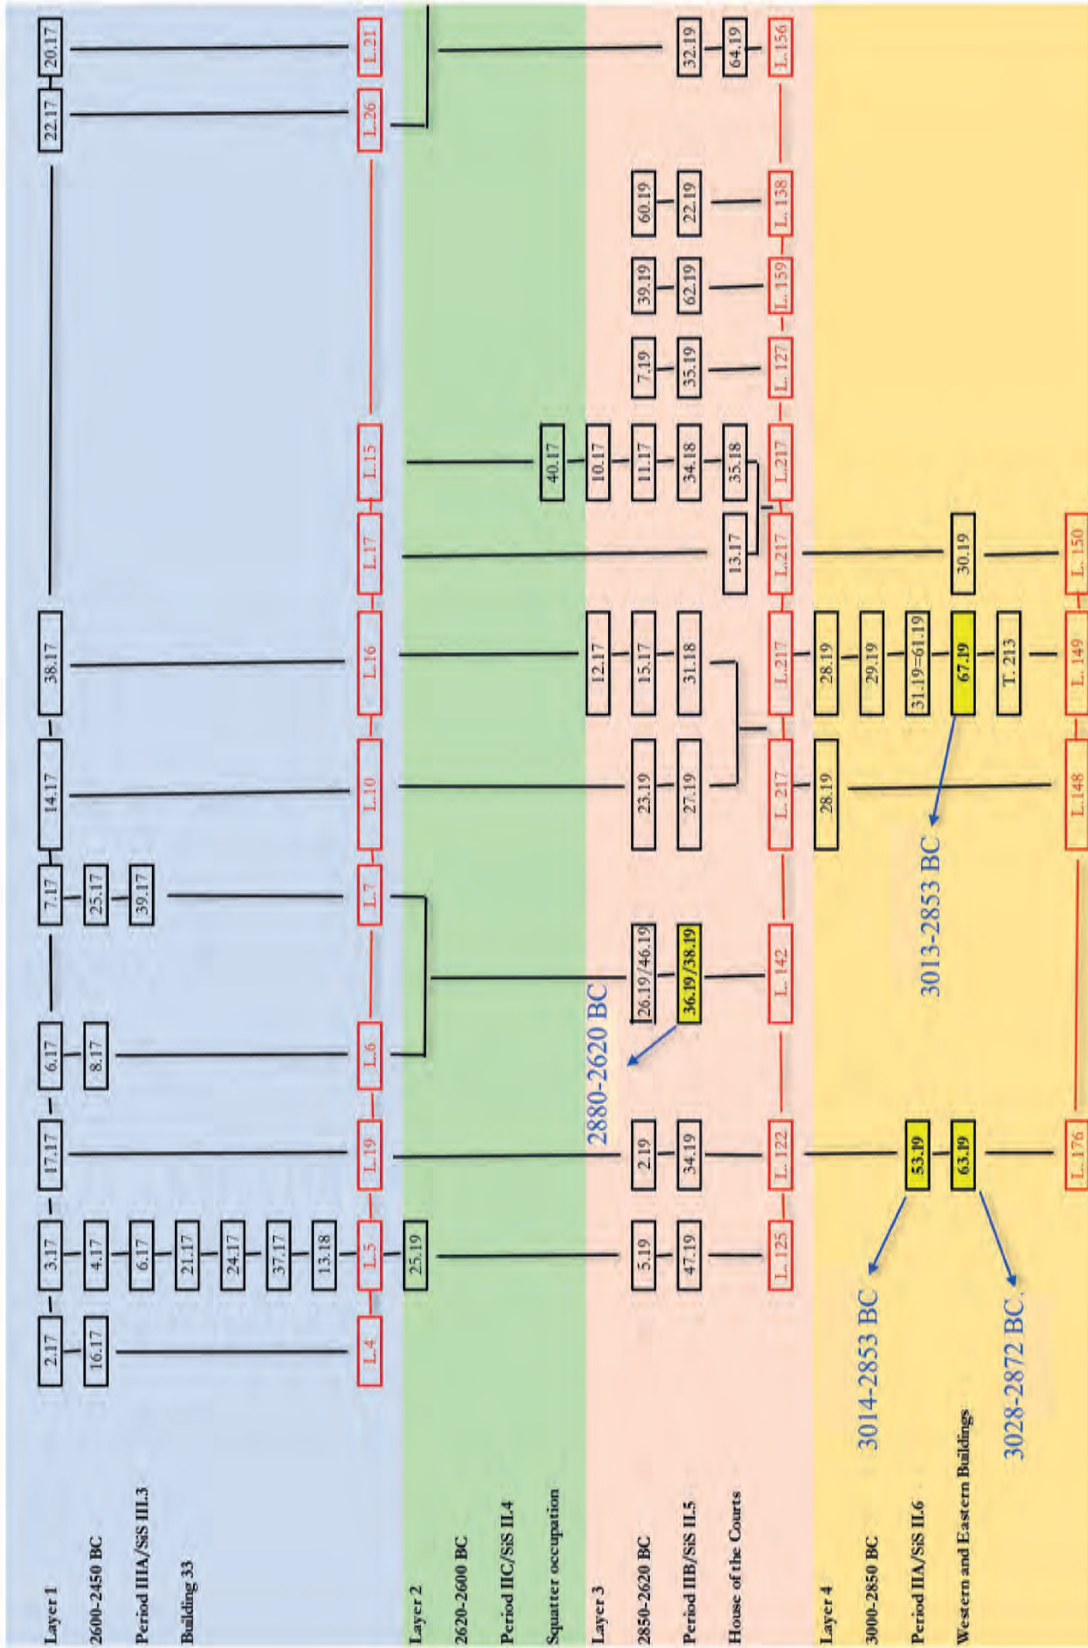 Layer 1
2600-2450 BC
Period IIIA/SiS III.3
Building 33
2.17
3.17
17.17
6.17
7.17
14.17
38.17
22.17
20.17
16.17
4.17
8.17
25.17
6.17
39.17
21.17
24.17
37.17
13.18
L.4
L.5
L.19
L.6
L.7
L.10
L.16
L.17
L.15
L.26
L.21
Layer 2
2620-2600 BC
Period IIC/SiS II.4
Squatter occupation
25.19
40.17
Layer 3
2850-2620 BC
Period IIB/SiS II.5
House of the Courts
2880-2620 BC
12.17
10.17
5.19
2.19
26.19/46.19
23.19
15.17
11.17
7.19
39.19
60.19
47.19
34.19
36.19/38.19
27.19
31.18
34.18
35.19
62.19
22.19
32.19
13.17
35.18
64.19
L. 125
L. 122
L. 142
L. 217
L.217
L.217
L.217
L. 127
L. 159
L. 138
L.156
Layer 4
3000-2850 BC
Period IIA/SiS II.6
Western and Eastern Buildings
28.19
28.19
29.19
3014-2853 BC
53.19
3013-2853 BC
31.19=61.19
63.19
67.19
30.19
3028-2872 BC
T. 213
L. 176
L.148
L. 149
L. 150